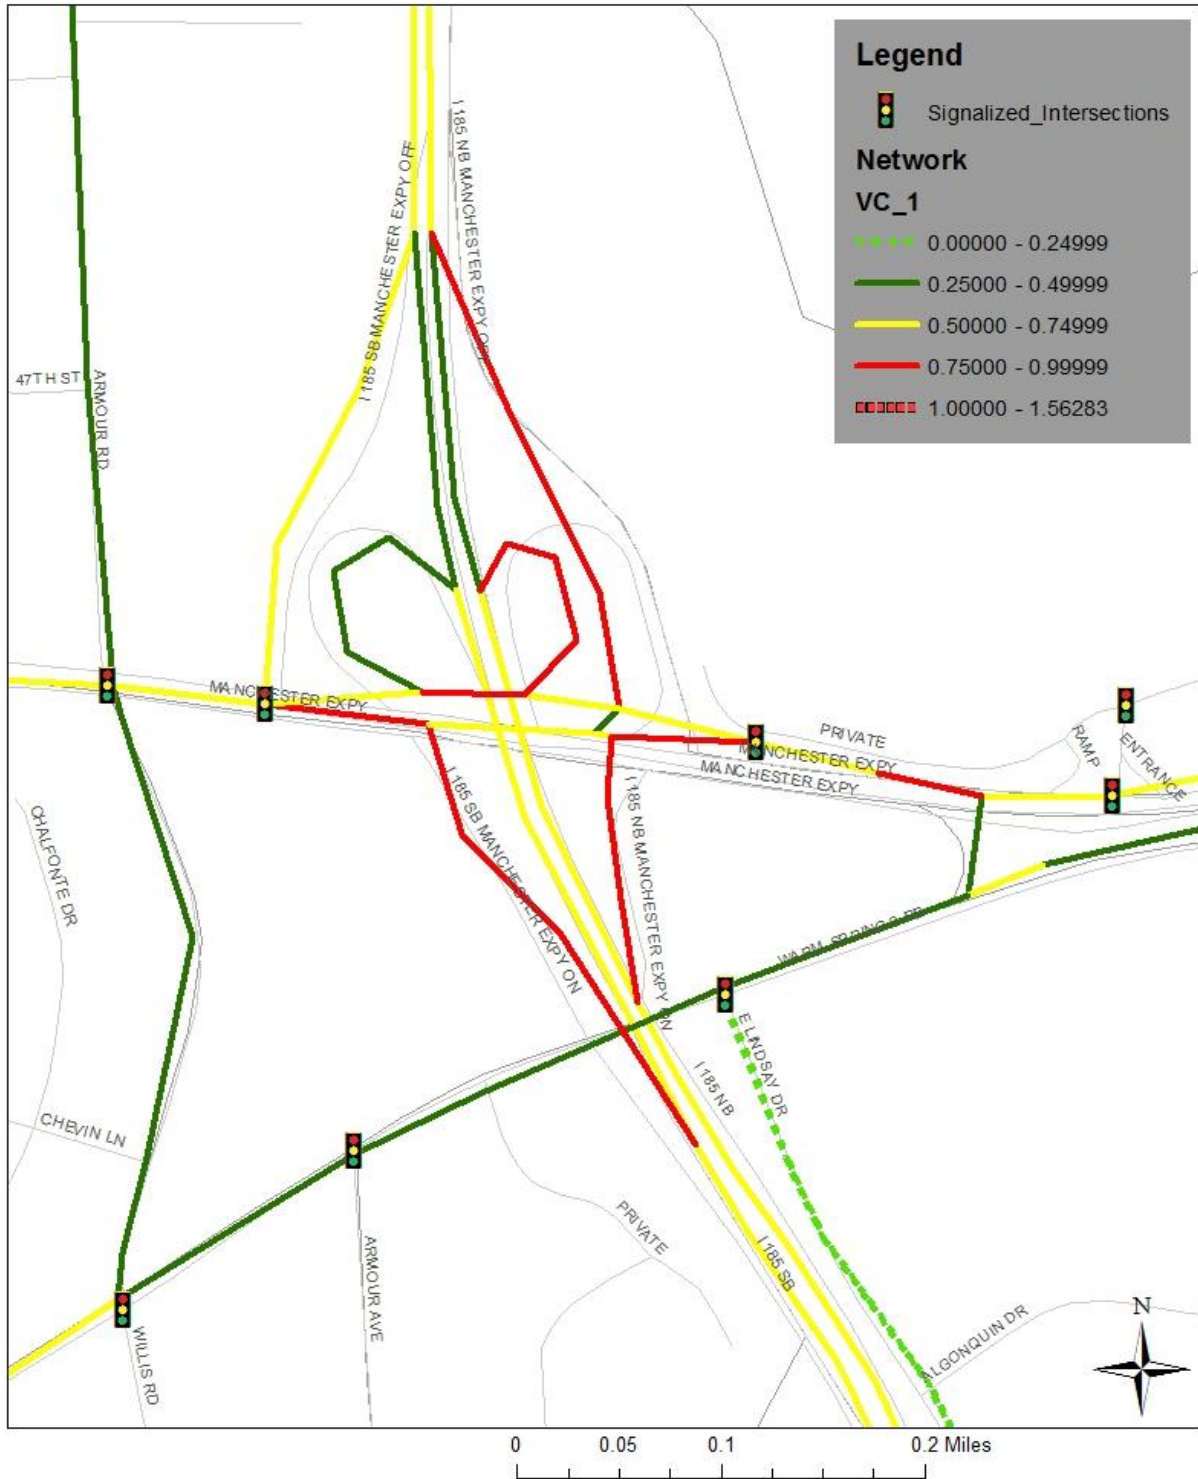 Legend
Signalized_Intersections
Network
VC_1
0.00000 - 0.24999
0.25000 - 0.49999
0.50000 - 0.74999
0.75000 - 0.99999
1.00000 - 1.56283
I 185 SB MANCHESTER EXPY OFF
I 185 NB MANCHESTER EXPY OFF
47TH ST
ARMOUR RD
MANCHESTER EXPY
PRIVATE
MANCHESTER EXPY
MANCHESTER EXPY
RAMP
ENTRANCE
CHALFONTE DR
I 185 SB MANCHESTER EXPY ON
I 185 NB MANCHESTER EXPY ON
WARM SPRINGS RD
E LINDSAY DR
I 185 NB
CHEVIN LN
PRIVATE
ARMOUR AVE
I 185 SB
WILLIS RD
ALGONQUIN DR
N
0 0.05 0.1 0.2 Miles